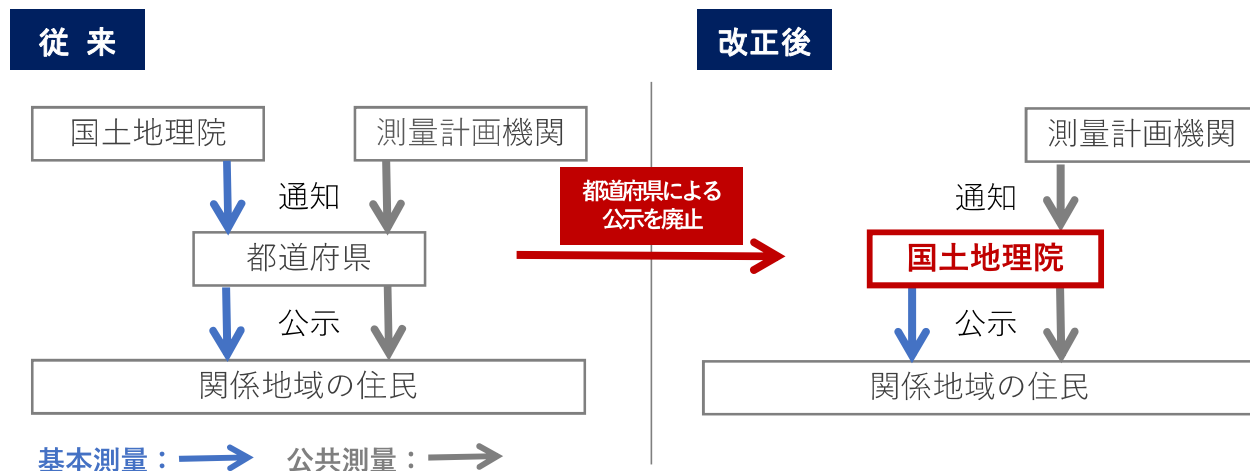 従来
国土地理院
測量計画機関
通知
都道府県
公示
関係地域の住民
基本測量：
公共測量：
都道府県による
公示を廃止
改正後
測量計画機関
通知
国土地理院
公示
関係地域の住民